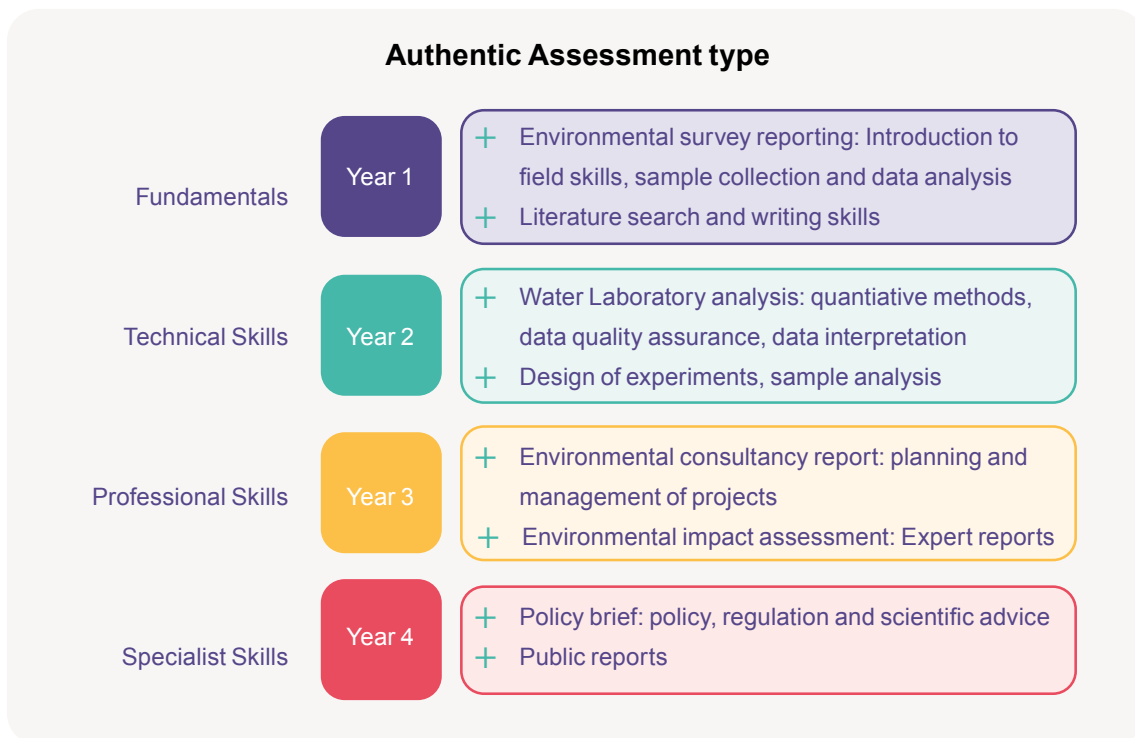 Authentic Assessment type
Fundamentals
Year 1
+ Environmental survey reporting: Introduction to
field skills, sample collection and data analysis
+ Literature search and writing skills
Technical Skills
Year 2
+ Water Laboratory analysis: quantiative methods,
data quality assurance, data interpretation
+ Design of experiments, sample analysis
Professional Skills
Year 3
+ Environmental consultancy report: planning and
management of projects
+ Environmental impact assessment: Expert reports
Specialist Skills
Year 4
+ Policy brief: policy, regulation and scientific advice
+ Public reports